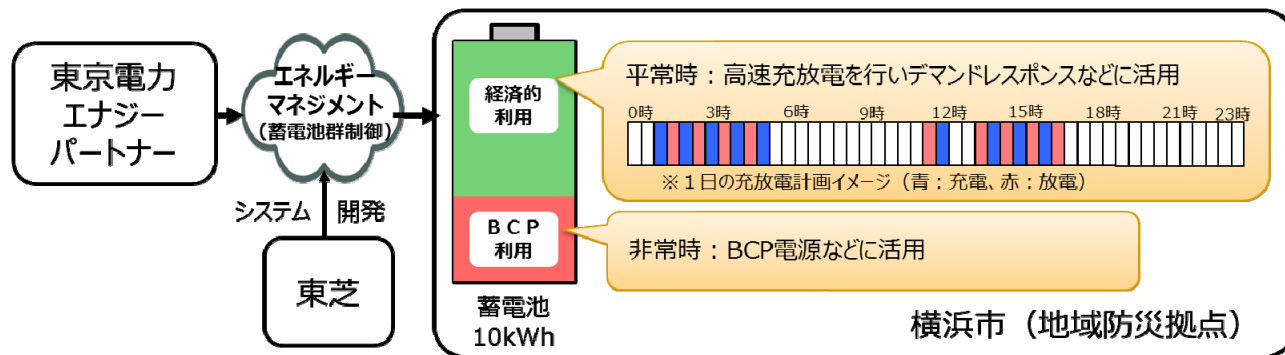 東京電力
エナジー
パートナー
エネルギー
マネジメント
（蓄電池群制御）
システム 開発
東芝
経済的
利用
ＢＣＰ
利用
蓄電池
10kWh
平常時：高速充放電を行いデマンドレスポンスなどに活用
0時 3時 6時 9時 12時 15時 18時 21時 23時
※１日の充放電計画イメージ（青：充電、赤：放電）
非常時：BCP電源などに活用
横浜市（地域防災拠点）